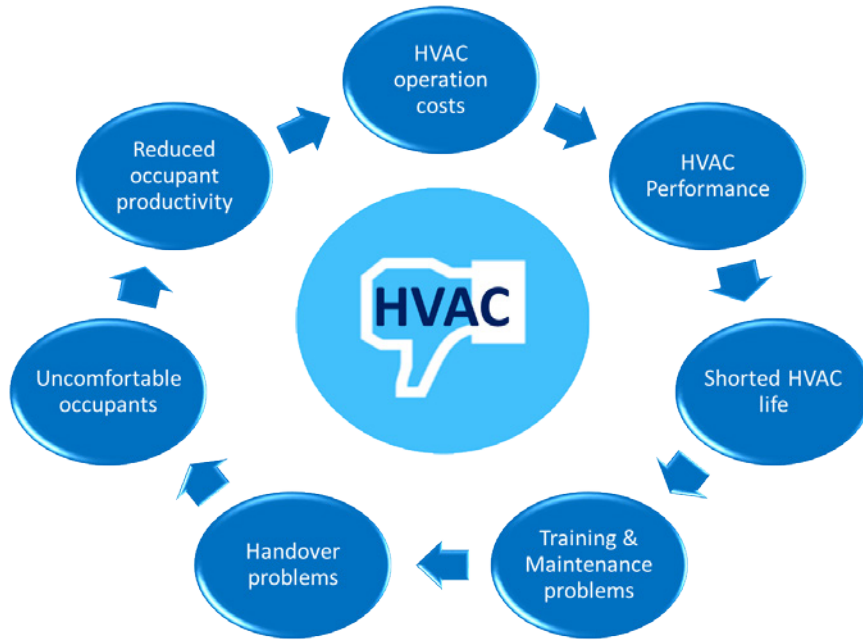 HVAC
operation
costs
HVAC
Performance
Shorted HVAC
life
Training &
Maintenance
problems
Handover
problems
Uncomfortable
occupants
Reduced
occupant
productivity
HVAC